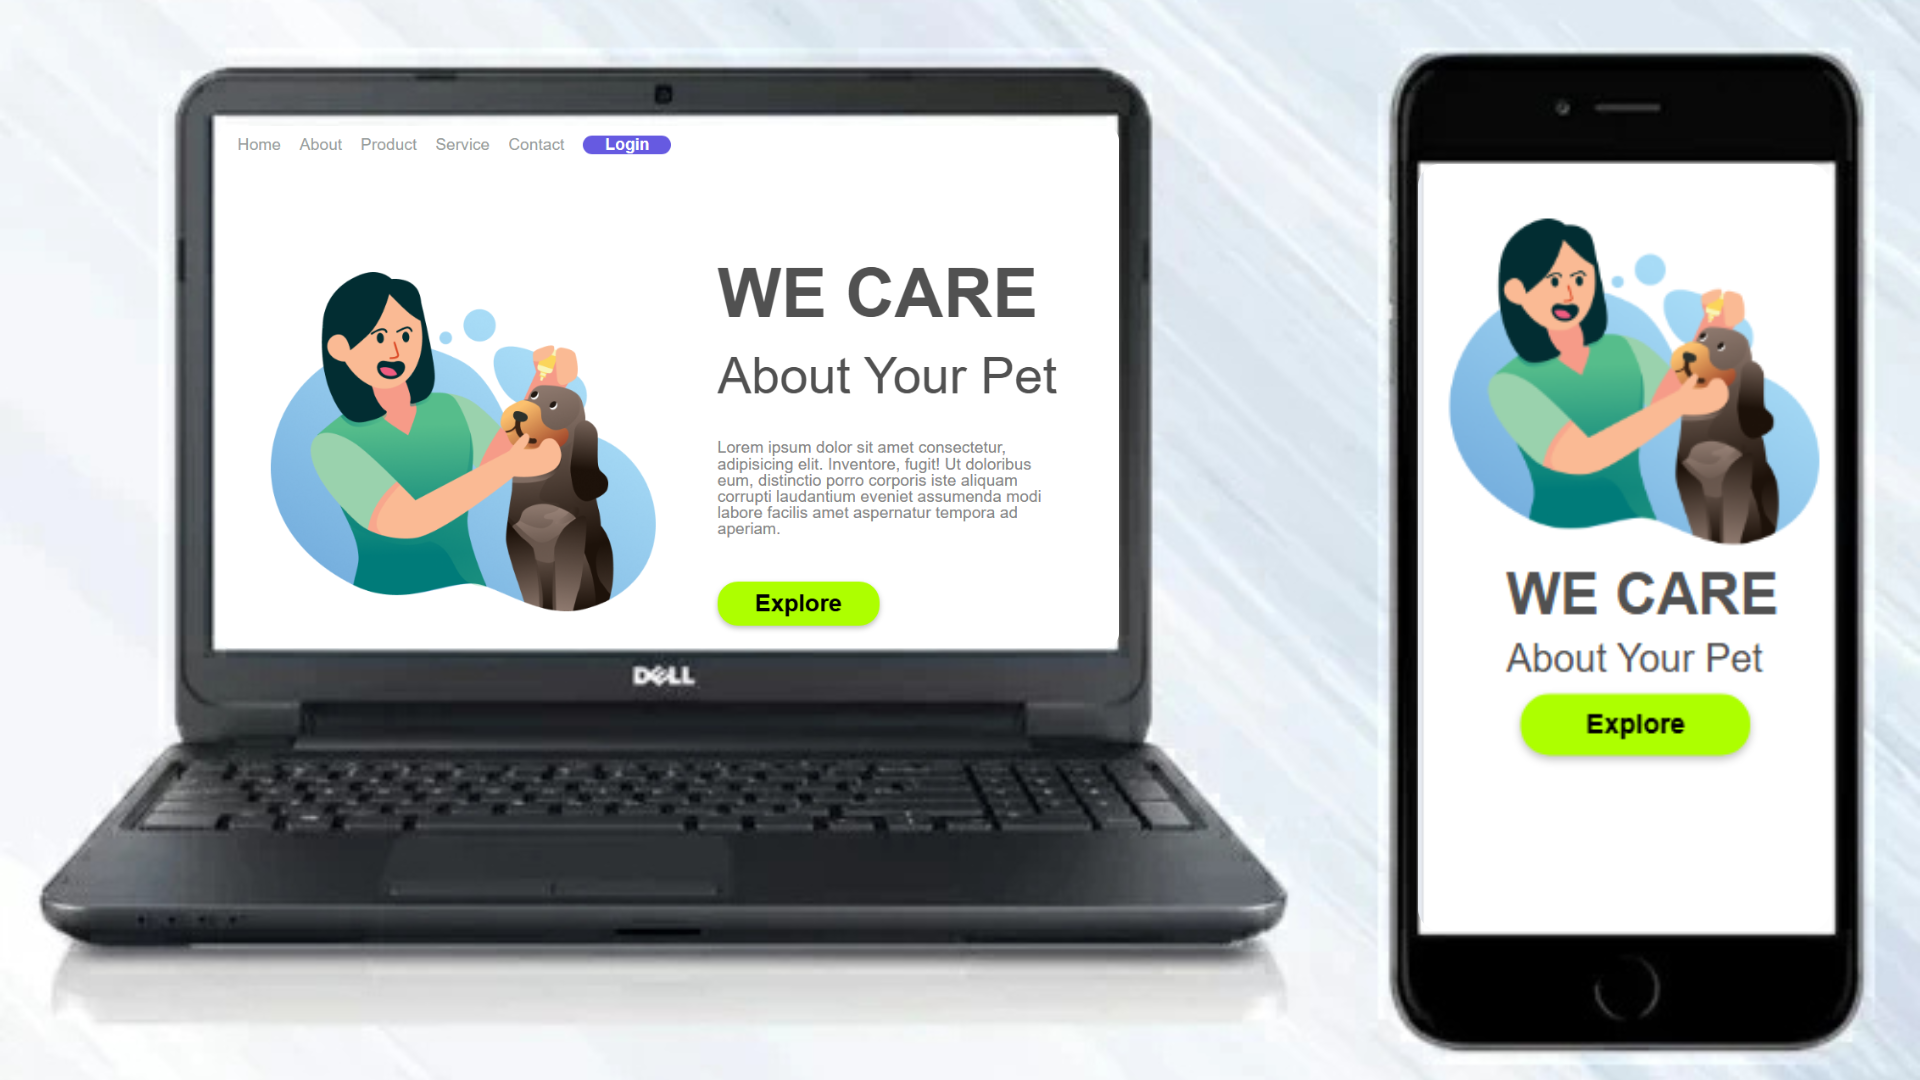 Home About Product Service Contact Login
WE CARE
About Your Pet
Lorem ipsum dolor sit amet consectetur,
adipisicing elit. Inventore, fugit! Ut doloribus
eum, distinctio porro corporis iste aliquam
corrupti laudantium eveniet assumenda modi
labore facilis amet aspernatur tempora ad
aperiam.
Explore
DELL
WE CARE
About Your Pet
Explore